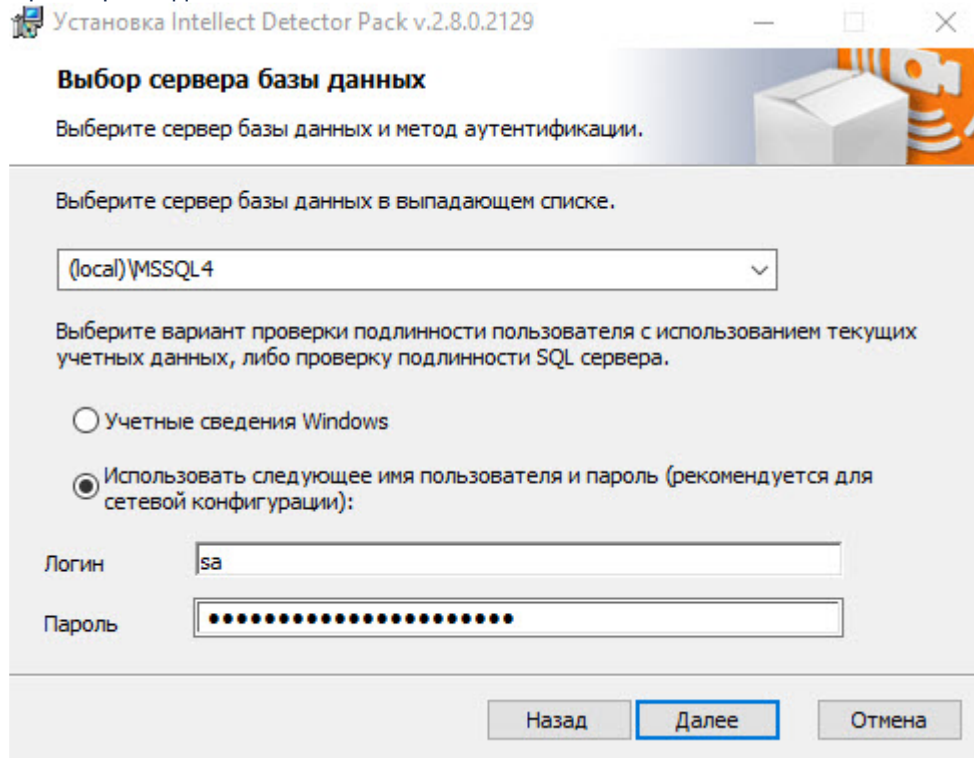 Установка Intellect Detector Pack v.2.8.0.2129
Выбор сервера базы данных
Выберите сервер базы данных и метод аутентификации.
Выберите сервер базы данных в выпадающем списке.
(local)\MSSQL4
Выберите вариант проверки подлинности пользователя с использованием текущих
учетных данных, либо проверку подлинности SQL сервера.
Учетные сведения Windows
Использовать следующее имя пользователя и пароль (рекомендуется для
сетевой конфигурации):
Логин
sa
Пароль
Назад
Далее
Отмена